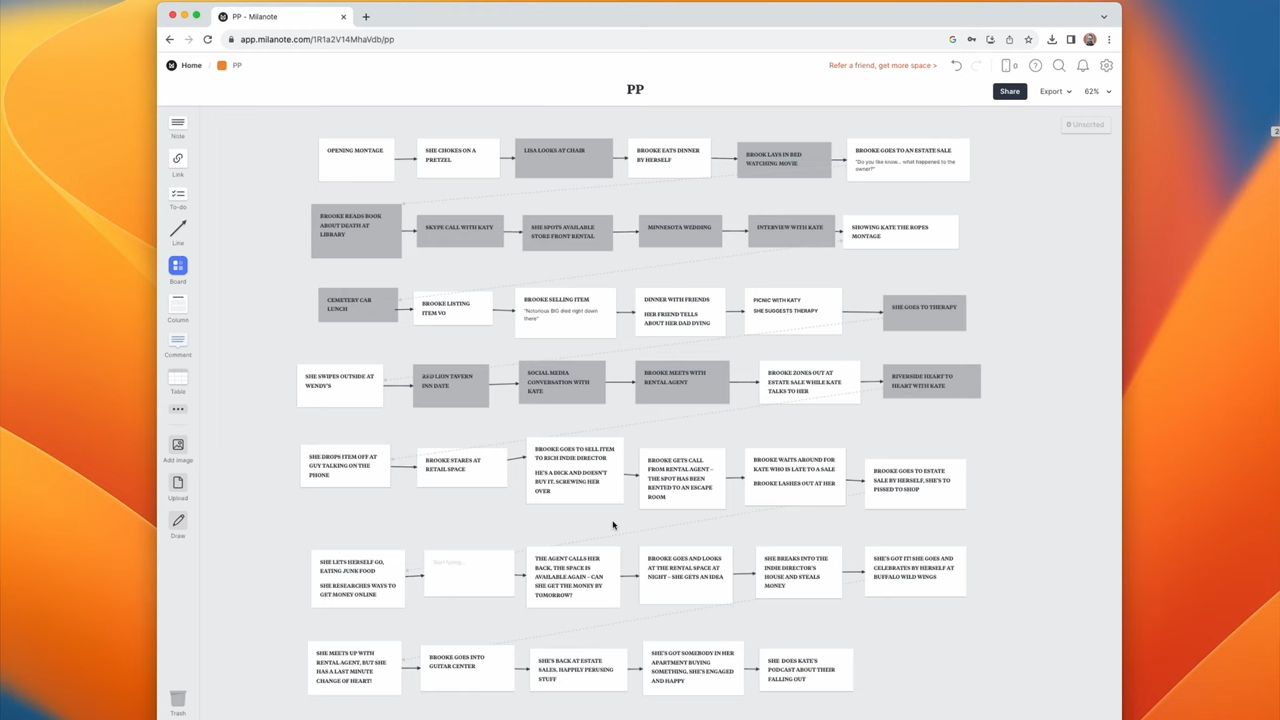 PP - Milanote
app.milanote.com/1R1a2V14MhaVdb/pp
Home / PP
Refer a friend, get more space >
0
PP
Share
Export
62%
Note
Link
To-do
Line
Board
Column
Comment
Table
Add image
Upload
Draw
Trash
0 Unsorted
2
OPENING MONTAGE
SHE CHOKES ON A
PRETZEL
LISA LOOKS AT CHAIR
BROOKE EATS DINNER
BY HERSELF
BROOK LAYS IN BED
WATCHING MOVIE
BROOKE GOES TO AN ESTATE SALE
"Do you like know... what happened to the
owner?"
BROOKE READS BOOK
ABOUT DEATH AT
LIBRARY
SKYPE CALL WITH KATY
SHE SPOTS AVAILABLE
STORE FRONT RENTAL
MINNESOTA WEDDING
INTERVIEW WITH KATE
SHOWING KATE THE ROPES
MONTAGE
CEMETERY CAR
LUNCH
BROOKE LISTING
ITEM VO
BROOKE SELLING ITEM
"Notorious BIG died right down
there"
DINNER WITH FRIENDS
HER FRIEND TELLS
ABOUT HER DAD DYING
PICNIC WITH KATY
SHE SUGGESTS THERAPY
SHE GOES TO THERAPY
SHE SWIPES OUTSIDE AT
WENDY'S
RED LION TAVERN
INN DATE
SOCIAL MEDIA
CONVERSATION WITH
KATE
BROOKE MEETS WITH
RENTAL AGENT
BROOKE ZONES OUT AT
ESTATE SALE WHILE KATE
TALKS TO HER
RIVERSIDE HEART TO
HEART WITH KATE
SHE DROPS ITEM OFF AT
GUY TALKING ON THE
PHONE
BROOKE STARES AT
RETAIL SPACE
BROOKE GOES TO SELL ITEM
TO RICH INDIE DIRECTOR
HE'S A DICK AND DOESN'T
BUY IT, SCREWING HER
OVER
BROOKE GETS CALL
FROM RENTAL AGENT -
THE SPOT HAS BEEN
RENTED TO AN ESCAPE
ROOM
BROOKE WAITS AROUND FOR
KATE WHO IS LATE TO A SALE
BROOKE LASHES OUT AT HER
BROOKE GOES TO ESTATE
SALE BY HERSELF, SHE'S TO
PISSED TO SHOP
SHE LETS HERSELF GO,
EATING JUNK FOOD
SHE RESEARCHES WAYS TO
GET MONEY ONLINE
Start typing...
THE AGENT CALLS HER
BACK, THE SPACE IS
AVAILABLE AGAIN - CAN
SHE GET THE MONEY BY
TOMORROW?
BROOKE GOES AND LOOKS
AT THE RENTAL SPACE AT
NIGHT - SHE GETS AN IDEA
SHE BREAKS INTO THE
INDIE DIRECTOR'S
HOUSE AND STEALS
MONEY
SHE'S GOT IT! SHE GOES AND
CELEBRATES BY HERSELF AT
BUFFALO WILD WINGS
SHE MEETS UP WITH
RENTAL AGENT, BUT SHE
HAS A LAST MINUTE
CHANGE OF HEART!
BROOKE GOES INTO
GUITAR CENTER
SHE'S BACK AT ESTATE
SALES, HAPPILY PERUSING
STUFF
SHE'S GOT SOMEBODY IN HER
APARTMENT BUYING
SOMETHING, SHE'S ENGAGED
AND HAPPY
SHE DOES KATE'S
PODCAST ABOUT THEIR
FALLING OUT